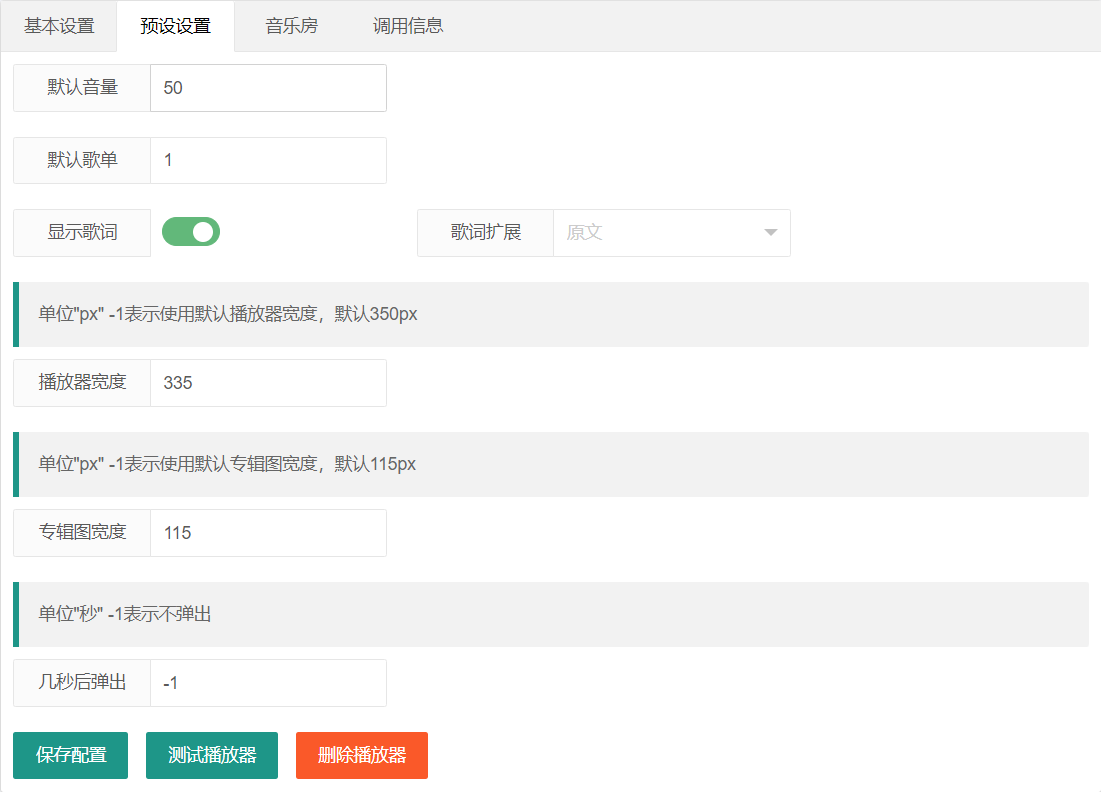 基本设置 预设设置 音乐房 调用信息
默认音量 50
默认歌单 1
显示歌词 歌词扩展 原文
单位"px" -1表示使用默认播放器宽度，默认350px
播放器宽度 335
单位"px" -1表示使用默认专辑图宽度，默认115px
专辑图宽度 115
单位"秒" -1表示不弹出
几秒后弹出 -1
保存配置 测试播放器 删除播放器